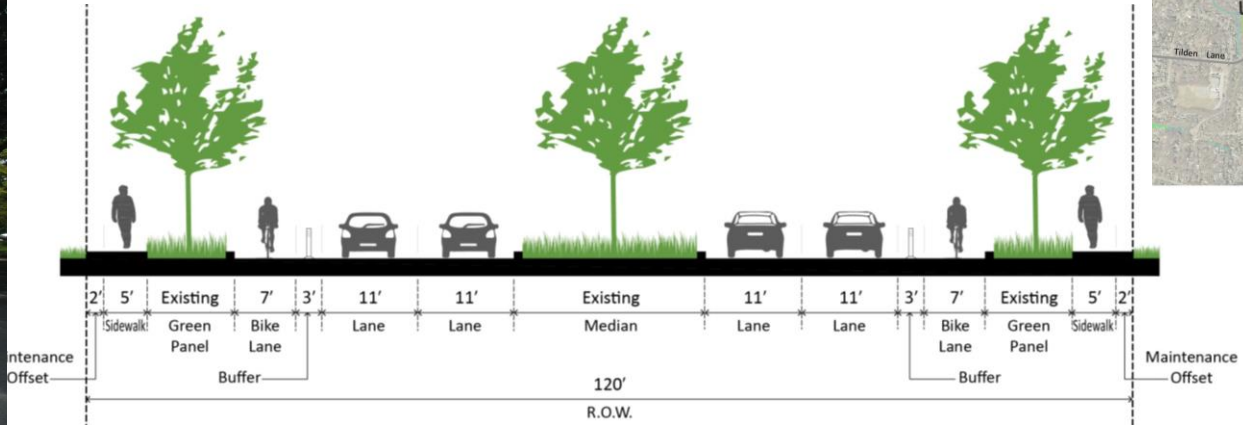 Tilden Lane
2' 5' Existing 7' 3' 11' 11' Existing 11' 11' 3' 7' Existing 5' 2'
Sidewalk Green Bike Lane Lane Median Lane Lane Bike Green Sidewalk
Panel Lane Lane Panel
ntenance Maintenance
Offset Buffer Buffer Offset
120'
R.O.W.